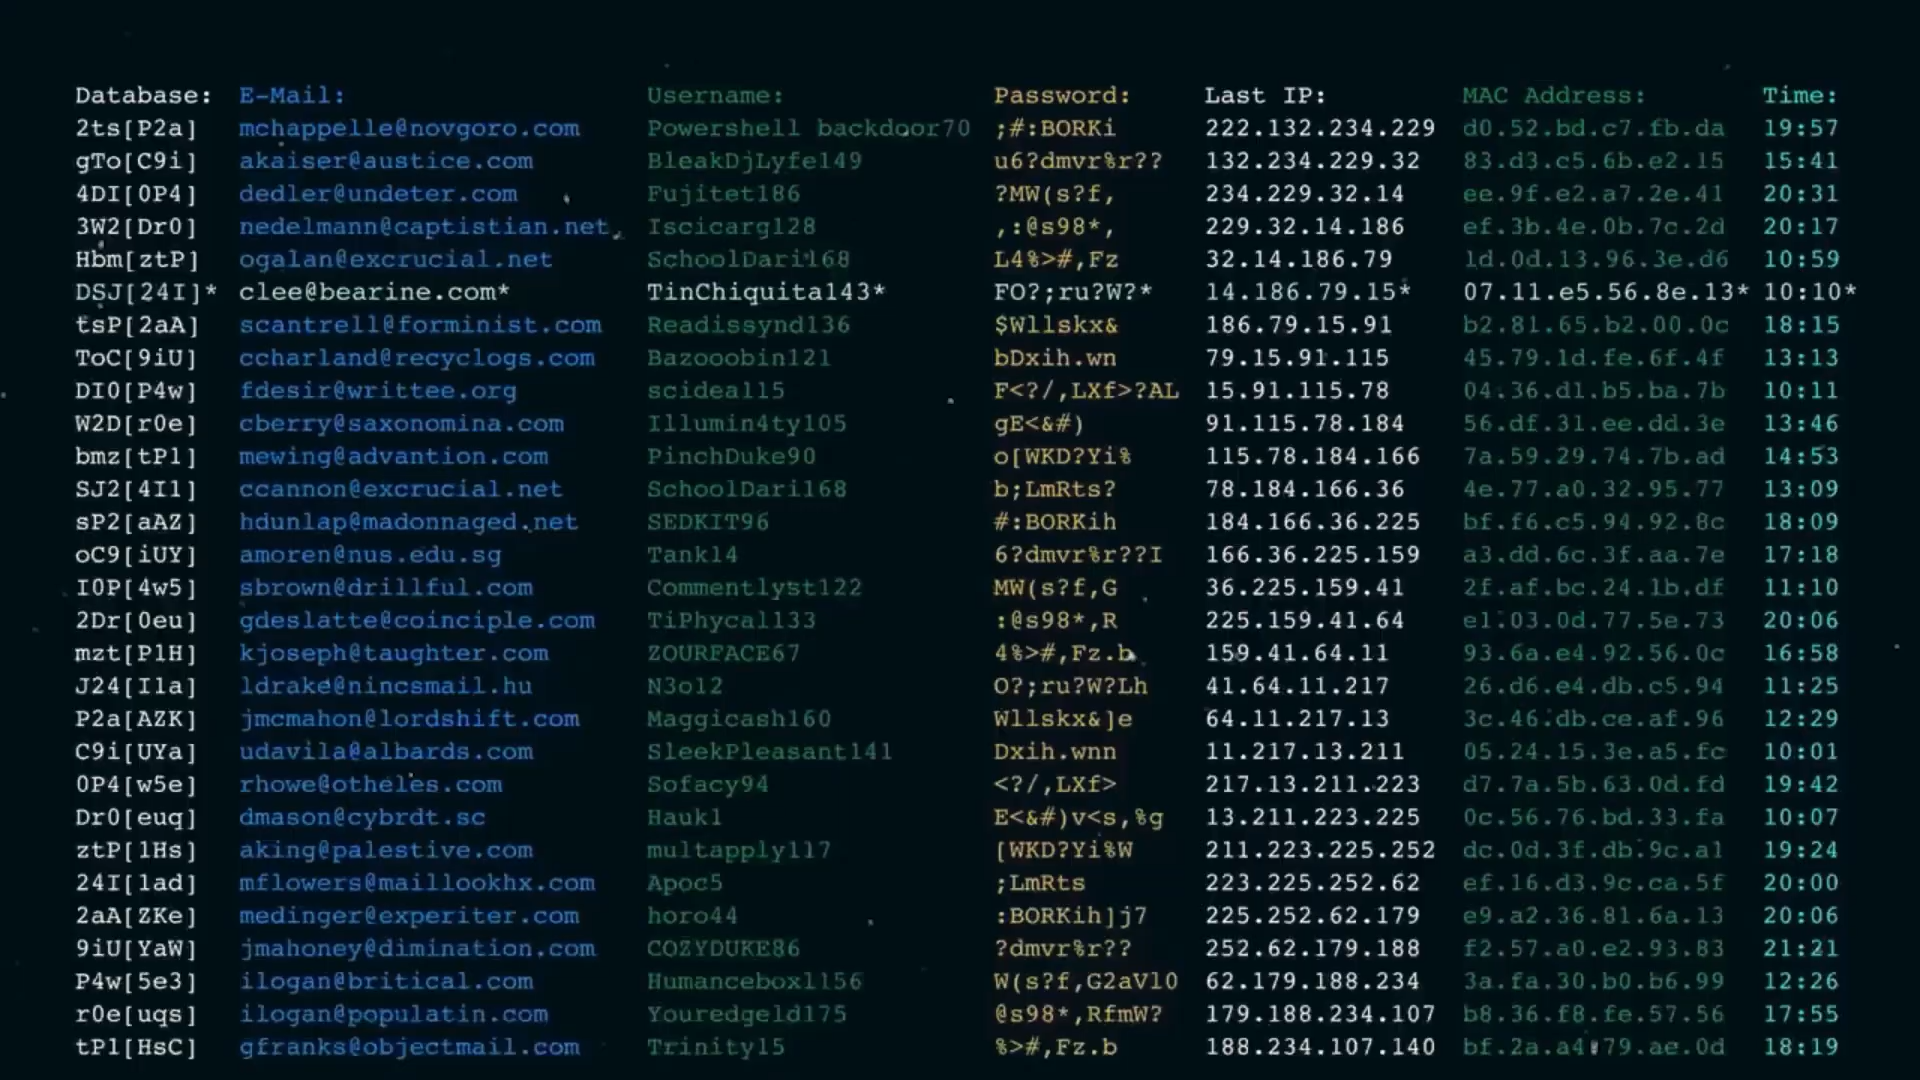 Database: E-Mail: Username: Password: Last IP: MAC Address: Time:
2ts[P2a] mchappelle@novgoro.com Powershell backdoor70 ;#:BORKi 222.132.234.229 d0.52.bd.c7.fb.da 19:57
gTo[C9i] akaiser@austice.com BleakDjLyfe149 u6?dmvr%r?? 132.234.229.32 83.d3.c5.6b.e2.15 15:41
4DI[0P4] dedler@undeter.com Fujitet186 ?MW(s?f, 234.229.32.14 ee.9f.e2.a7.2e.41 20:31
3W2[Dr0] nedelmann@captistian.net Iscicarg128 ,:@s98*, 229.32.14.186 ef.3b.4e.0b.7c.2d 20:17
Hbm[ztP] ogalan@excrucial.net SchoolDari168 L4%>#,Fz 32.14.186.79 1d.0d.13.96.3e.d6 10:59
DSJ[24I]* clee@bearine.com* TinChiquita143* FO?;ru?W?* 14.186.79.15* 07.11.e5.56.8e.13* 10:10*
tsP[2aA] scantrell@forminist.com Readissynd136 $Wllskx& 186.79.15.91 b2.81.65.b2.00.0c 18:15
ToC[9iU] ccharland@recyclogs.com Bazooobin121 bDxih.wn 79.15.91.115 45.79.1d.fe.6f.4f 13:13
DI0[P4w] fdesir@writtee.org scidea115 F<?/,LXf>?AL 15.91.115.78 04.36.d1.b5.ba.7b 10:11
W2D[r0e] cberry@saxonomina.com Illumin4ty105 gE<&#) 91.115.78.184 56.df.31.ee.dd.3e 13:46
bmz[tP1] mewing@advantion.com PinchDuke90 o[WKD?Yi% 115.78.184.166 7a.59.29.74.7b.ad 14:53
SJ2[4I1] ccannon@excrucial.net SchoolDari168 b;LmRts? 78.184.166.36 4e.77.a0.32.95.77 13:09
sP2[aAZ] hdunlap@madonnaged.net SEDKIT96 #:BORKih 184.166.36.225 bf.f6.c5.94.92.8c 18:09
oC9[iUY] amoren@nus.edu.sg Tank14 6?dmvr%r??I 166.36.225.159 a3.dd.6c.3f.aa.7e 17:18
I0P[4w5] sbrown@drillful.com Commentlyst122 MW(s?f,G 36.225.159.41 2f.af.bc.24.1b.df 11:10
2Dr[0eu] gdeslatte@coinciple.com TiPhycal133 :@s98*,R 225.159.41.64 e1.03.0d.77.5e.73 20:06
mzt[P1H] kjoseph@taughter.com ZOURFACE67 4%>#,Fz.b 159.41.64.11 93.6a.e4.92.56.0c 16:58
J24[I1a] ldrake@nincsmail.hu N3o12 O?;ru?W?Lh 41.64.11.217 26.d6.e4.db.c5.94 11:25
P2a[AZK] jmcmahon@lordshift.com Maggicash160 Wllskx&]e 64.11.217.13 3c.46.db.ce.af.96 12:29
C9i[UYa] udavila@albards.com SleekPleasant141 Dxih.wnn 11.217.13.211 05.24.15.3e.a5.fc 10:01
0P4[w5e] rhowe@otheles.com Sofacy94 <?/,LXf> 217.13.211.223 d7.7a.5b.63.0d.fd 19:42
Dr0[euq] dmason@cybrdt.sc Hauk1 E<&#)v<s,%g 13.211.223.225 0c.56.76.bd.33.fa 10:07
ztP[1Hs] aking@palestive.com multapply117 [WKD?Yi%W 211.223.225.252 dc.0d.3f.db.9c.a1 19:24
24I[1ad] mflowers@maillookhx.com Apoc5 ;LmRts 223.225.252.62 ef.16.d3.9c.ca.5f 20:00
2aA[ZKe] medinger@experiter.com horo44 :BORKih]j7 225.252.62.179 e9.a2.36.81.6a.13 20:06
9iU[YaW] jmahoney@dimination.com COZYDUKE86 ?dmvr%r?? 252.62.179.188 f2.57.a0.e2.93.83 21:21
P4w[5e3] ilogan@britical.com Humancebox1156 W(s?f,G2aVl0 62.179.188.234 3a.fa.30.b0.b6.99 12:26
r0e[uqs] ilogan@populatin.com Youredgeld175 @s98*,RfmW? 179.188.234.107 b8.36.f8.fe.57.56 17:55
tP1[HsC] gfranks@objectmail.com Trinity15 %>#,Fz.b 188.234.107.140 bf.2a.a4.79.ae.0d 18:19